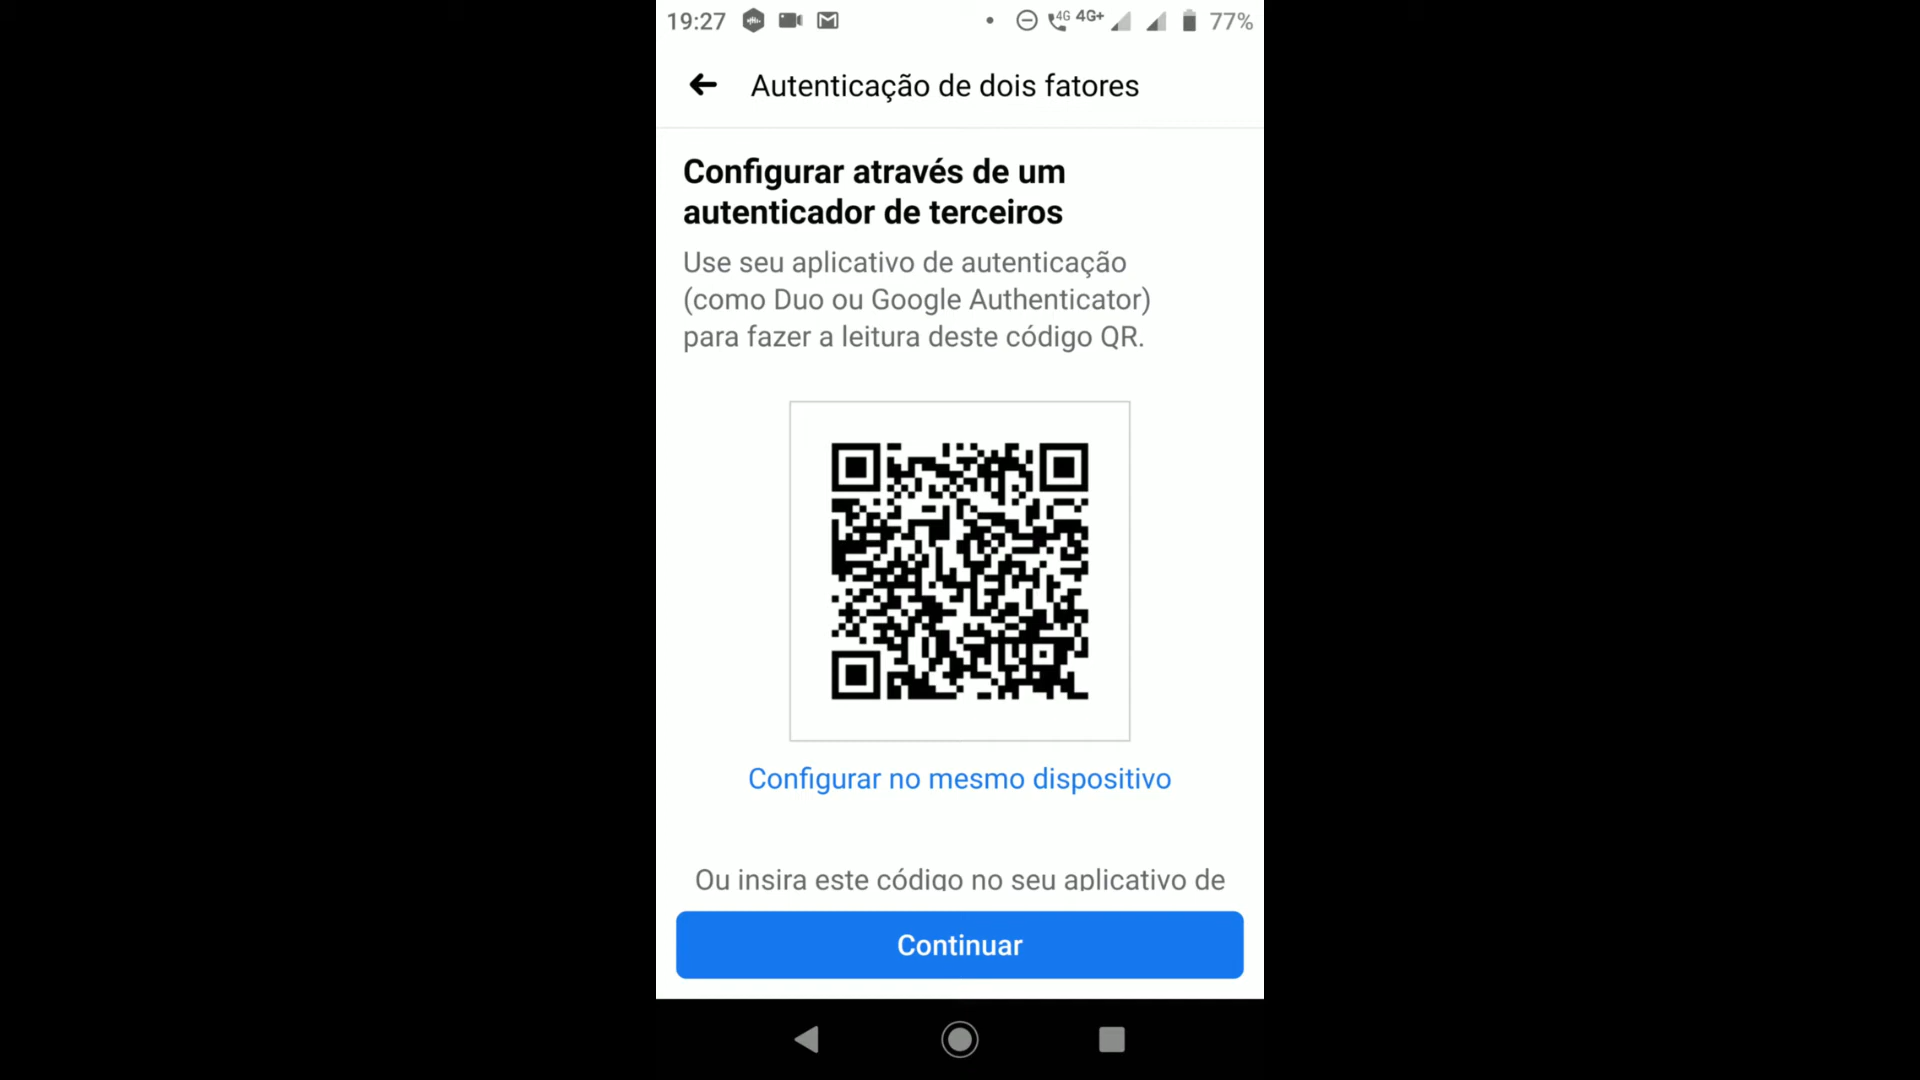 19:27 4G 4G+ 77%
Autenticação de dois fatores
Configurar através de um
autenticador de terceiros
Use seu aplicativo de autenticação
(como Duo ou Google Authenticator)
para fazer a leitura deste código QR.
Configurar no mesmo dispositivo
Ou insira este código no seu aplicativo de
Continuar